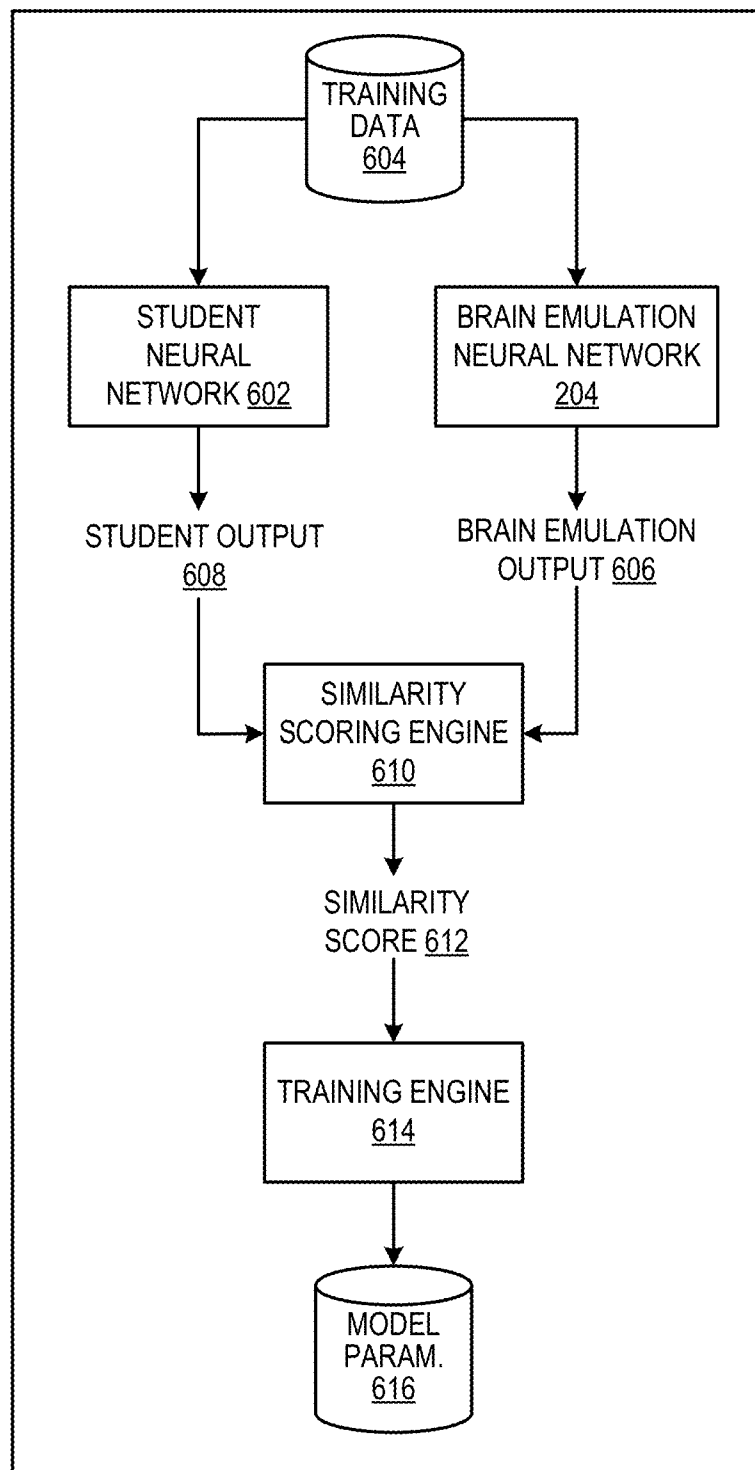 TRAINING
DATA
604
STUDENT
NEURAL
NETWORK 602
BRAIN EMULATION
NEURAL NETWORK
204
STUDENT OUTPUT
608
BRAIN EMULATION
OUTPUT 606
SIMILARITY
SCORING ENGINE
610
SIMILARITY
SCORE 612
TRAINING ENGINE
614
MODEL
PARAM.
616